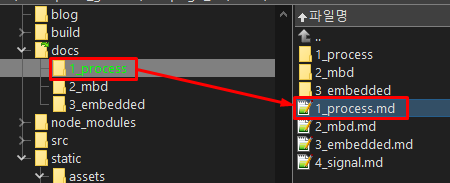 blog
build
docs
1_process
2_mbd
3_embedded
node_modules
src
static
assets
파일명
..
1_process
2_mbd
3_embedded
1_process.md
2_mbd.md
3_embedded.md
4_signal.md